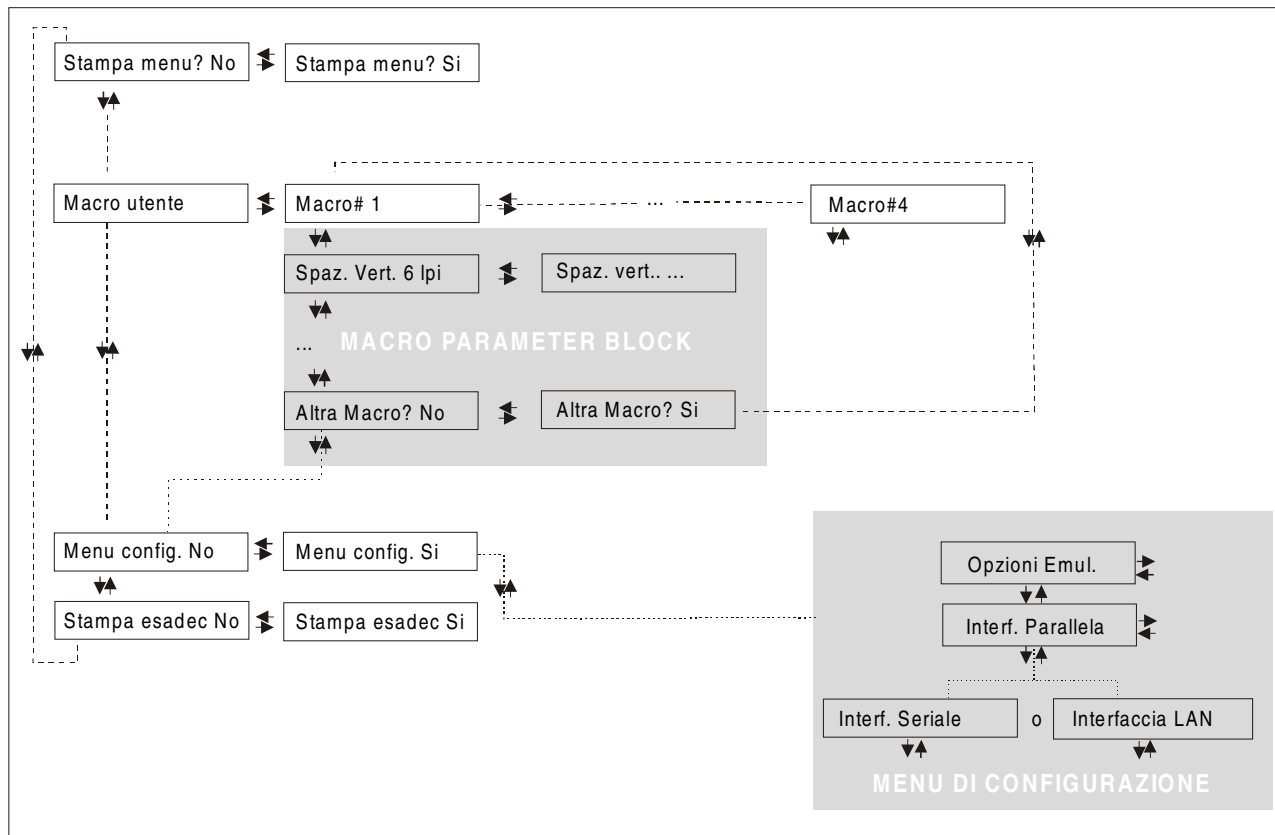 Stampa menu? No
Stampa menu? Si
Macro utente
Macro# 1
...
Macro#4
Spaz. Vert. 6 lpi
Spaz. vert.. ...
... MACRO PARAMETER BLOCK
Altra Macro? No
Altra Macro? Si
Menu config. No
Menu config. Si
Stampa esadec No
Stampa esadec Si
Opzioni Emul.
Interf. Parallela
Interf. Seriale
o
Interfaccia LAN
MENU DI CONFIGURAZIONE